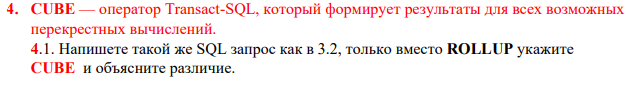 4. CUBE — оператор Transact-SQL, который формирует результаты для всех возможных
перекрестных вычислений.
4.1. Напишете такой же SQL запрос как в 3.2, только вместо ROLLUP укажите
CUBE и объясните различие.